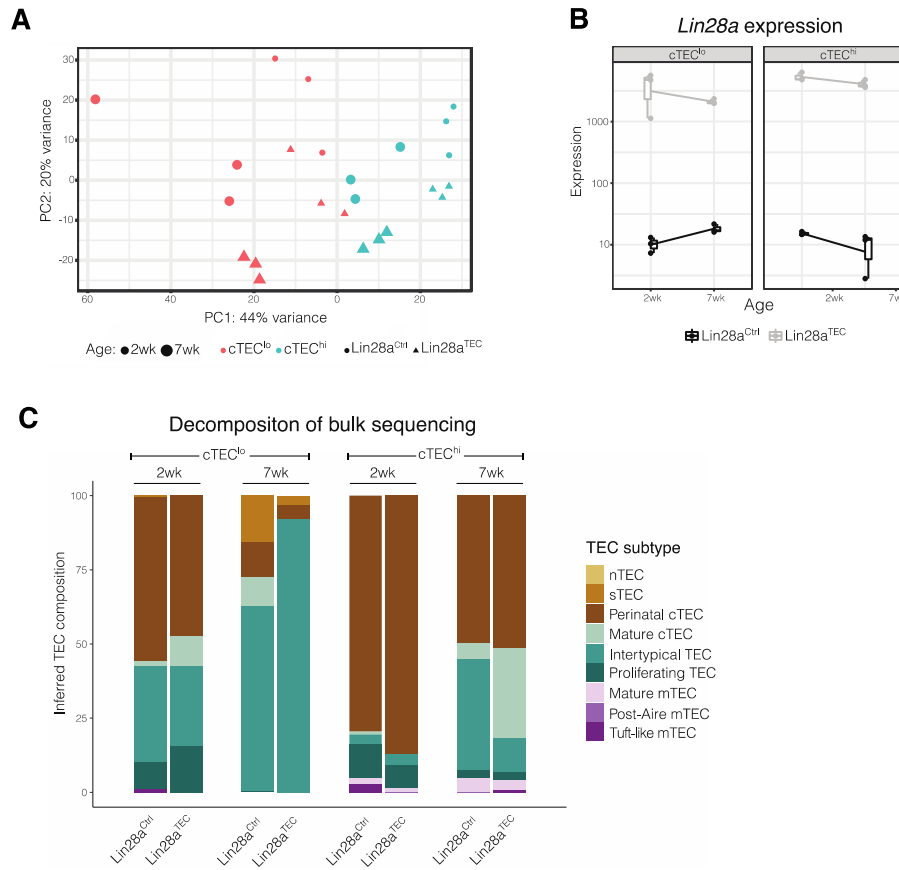 A
30
20
10
0
-10
-20
PC2: 20% variance
60 40 20 0 20
PC1: 44% variance
Age: 2wk 7wk cTEClo cTEChi Lin28aCtrl Lin28aTEC
B
Lin28a expression
cTEClo cTEChi
1000
100
10
Expression
2wk 7wk 2wk 7w
Age
Lin28aCtrl Lin28aTEC
C
Decompositon of bulk sequencing
cTEClo cTEChi
2wk 7wk 2wk 7wk
100
75
50
25
0
Inferred TEC composition
Lin28aCtrl Lin28aTEC Lin28aCtrl Lin28aTEC Lin28aCtrl Lin28aTEC Lin28aCtrl Lin28aTEC
TEC subtype
nTEC
sTEC
Perinatal cTEC
Mature cTEC
Intertypical TEC
Proliferating TEC
Mature mTEC
Post-Aire mTEC
Tuft-like mTEC